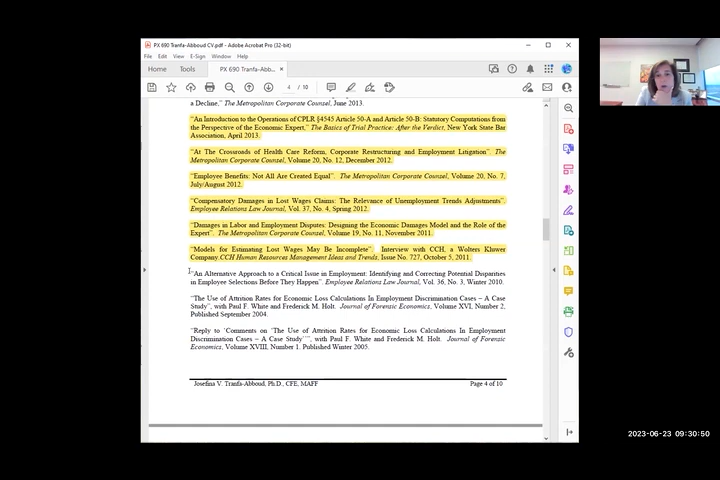 PX 690 Tranfa-Abboud CV.pdf - Adobe Acrobat Pro (32-bit)
File Edit View E-Sign Window Help
Home Tools PX 690 Tranfa-Abb... ×
4 / 10
a Decline," The Metropolitan Corporate Counsel, June 2013.
"An Introduction to the Operations of CPLR §4545 Article 50-A and Article 50-B: Statutory Computations from
the Perspective of the Economic Expert," The Basics of Trial Practice: After the Verdict, New York State Bar
Association, April 2013.
"At The Crossroads of Health Care Reform, Corporate Restructuring and Employment Litigation". The
Metropolitan Corporate Counsel, Volume 20, No. 12, December 2012.
"Employee Benefits: Not All Are Created Equal". The Metropolitan Corporate Counsel, Volume 20, No. 7,
July/August 2012.
"Compensatory Damages in Lost Wages Claims: The Relevance of Unemployment Trends Adjustments",
Employee Relations Law Journal, Vol. 37, No. 4, Spring 2012.
"Damages in Labor and Employment Disputes: Designing the Economic Damages Model and the Role of the
Expert". The Metropolitan Corporate Counsel, Volume 19, No. 11, November 2011.
"Models for Estimating Lost Wages May Be Incomplete". Interview with CCH, a Wolters Kluwer
Company.CCH Human Resources Management Ideas and Trends, Issue No. 727, October 5, 2011.
"An Alternative Approach to a Critical Issue in Employment: Identifying and Correcting Potential Disparities
in Employee Selections Before They Happen". Employee Relations Law Journal, Vol. 36, No. 3, Winter 2010.
"The Use of Attrition Rates for Economic Loss Calculations In Employment Discrimination Cases – A Case
Study", with Paul F. White and Frederick M. Holt. Journal of Forensic Economics, Volume XVI, Number 2,
Published September 2004.
"Reply to 'Comments on 'The Use of Attrition Rates for Economic Loss Calculations In Employment
Discrimination Cases – A Case Study'"", with Paul F. White and Frederick M. Holt. Journal of Forensic
Economics, Volume XVIII, Number 1. Published Winter 2005.
Josefina V. Tranfa-Abboud, Ph.D., CFE, MAFF Page 4 of 10
2023-06-23 09:30:50